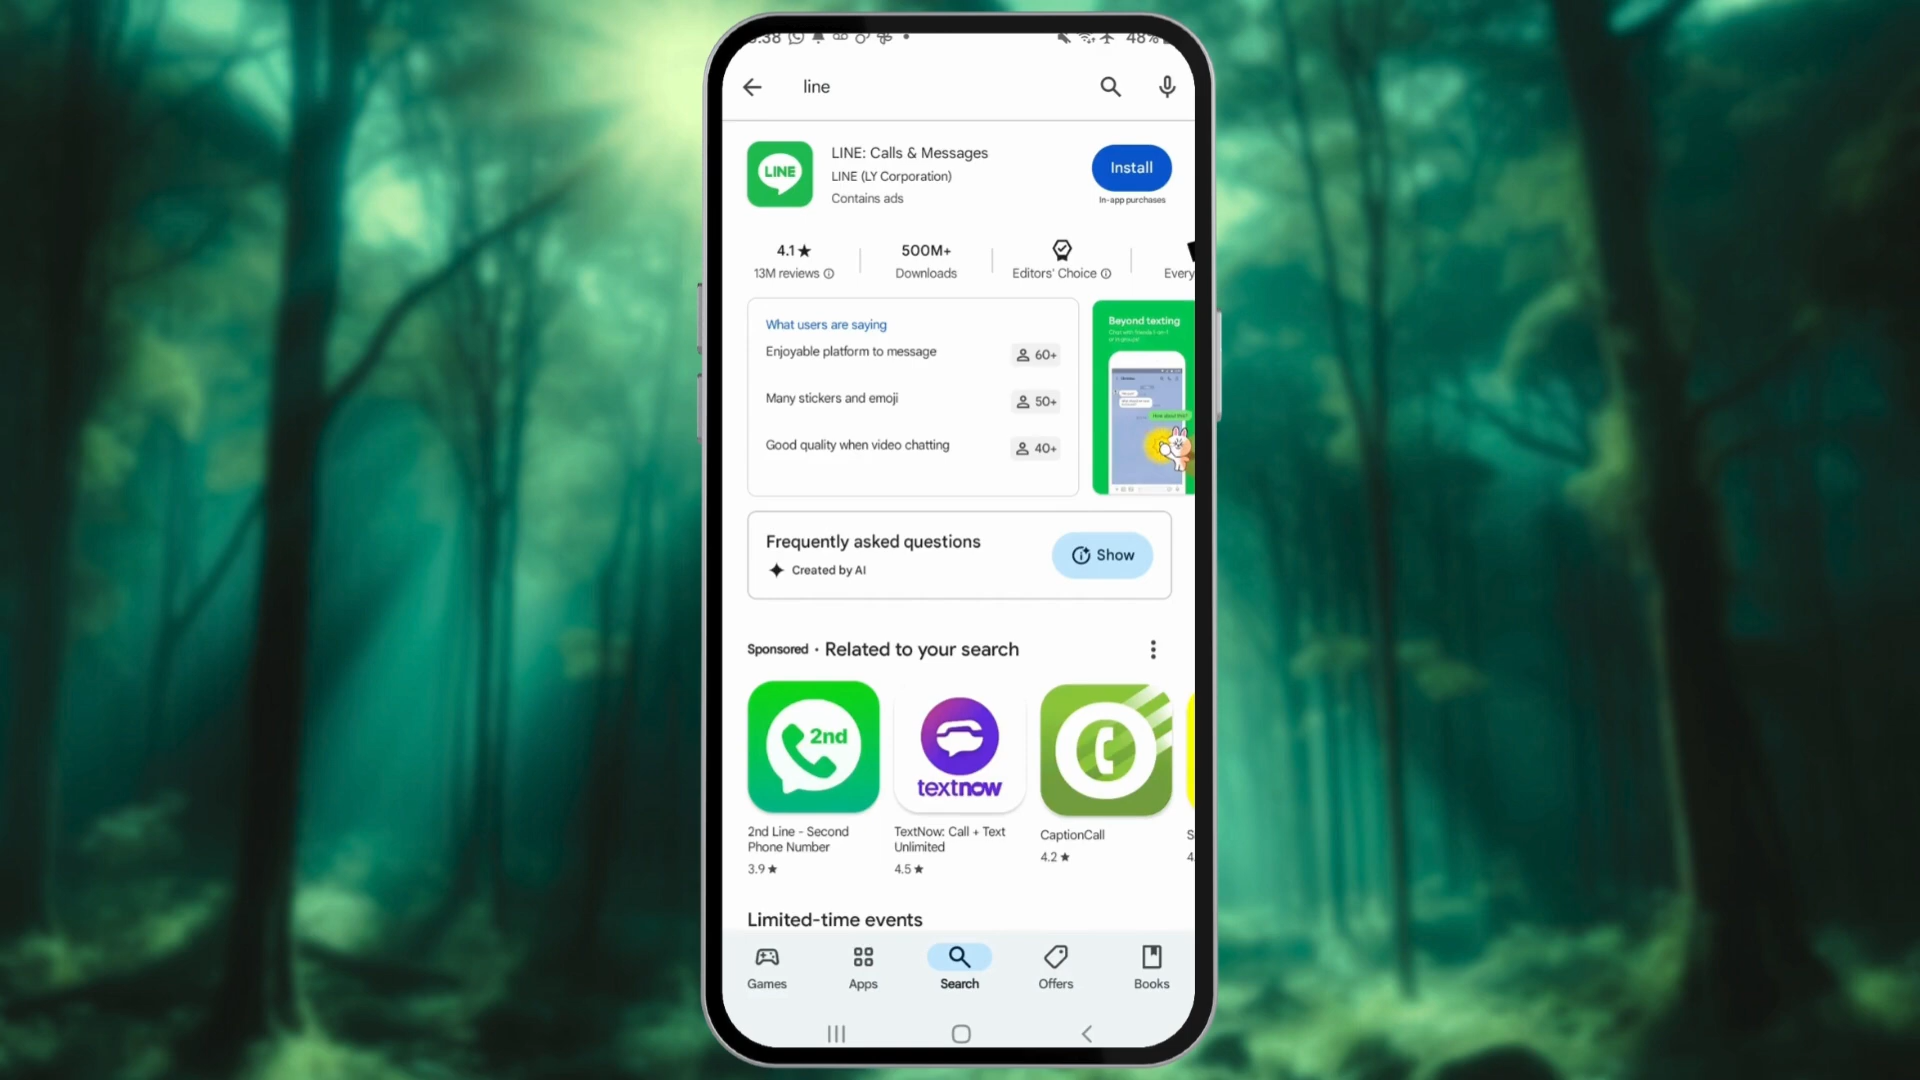 48%
line
LINE
LINE: Calls & Messages
LINE (LY Corporation)
Contains ads
Install
In-app purchases
4.1★
13M reviews
500M+
Downloads
Editors' Choice
Every
What users are saying
Enjoyable platform to message
60+
Many stickers and emoji
50+
Good quality when video chatting
40+
Beyond texting
Frequently asked questions
Created by AI
Show
Sponsored · Related to your search
2nd
textnow
2nd Line - Second
Phone Number
3.9★
TextNow: Call + Text
Unlimited
4.5★
CaptionCall
4.2★
S
4.
Limited-time events
Games
Apps
Search
Offers
Books